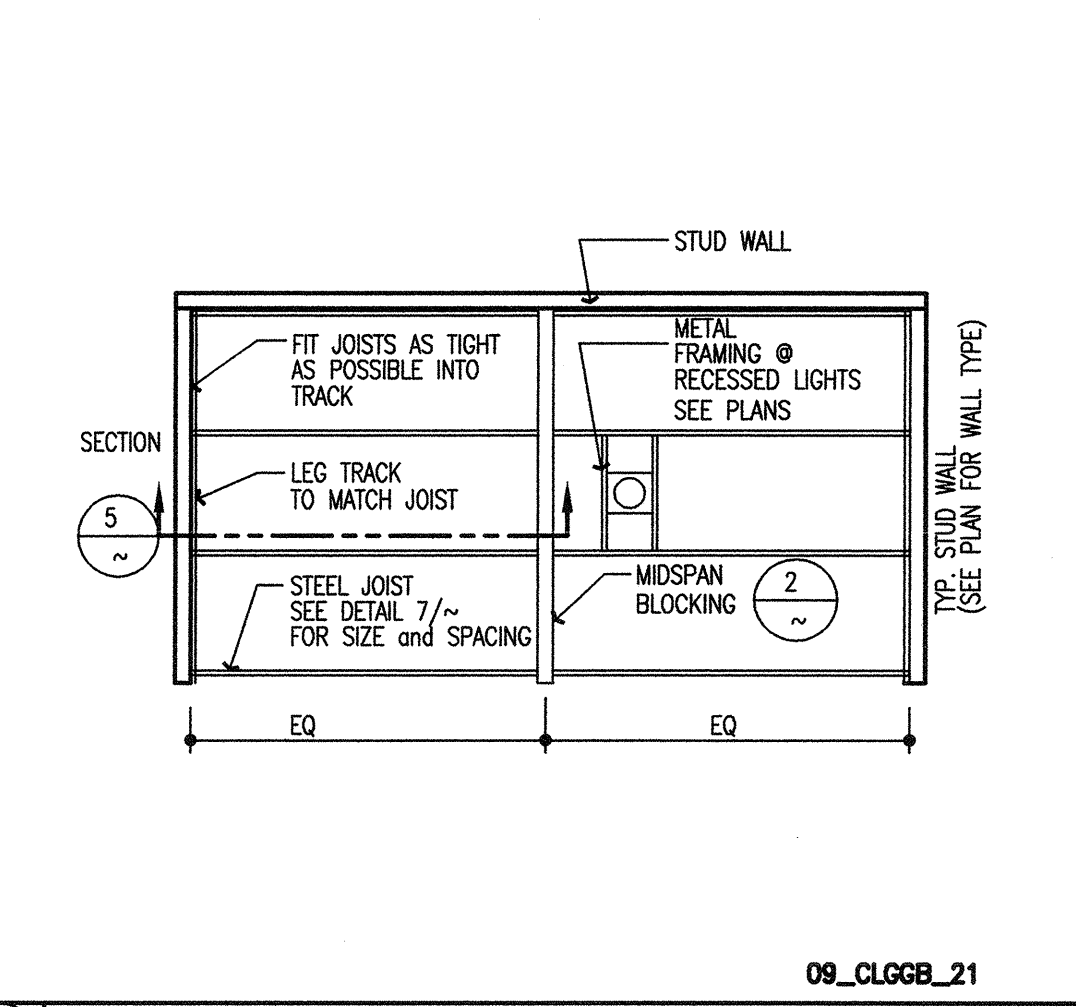 STUD WALL
FIT JOISTS AS TIGHT
AS POSSIBLE INTO
TRACK
METAL
FRAMING @
RECESSED LIGHTS
SEE PLANS
SECTION
LEG TRACK
TO MATCH JOIST
5
~
STEEL JOIST
SEE DETAIL 7/~
FOR SIZE and SPACING
MIDSPAN
BLOCKING
2
~
TYP. STUD WALL
(SEE PLAN FOR WALL TYPE)
EQ
EQ
09_CLGGB_21